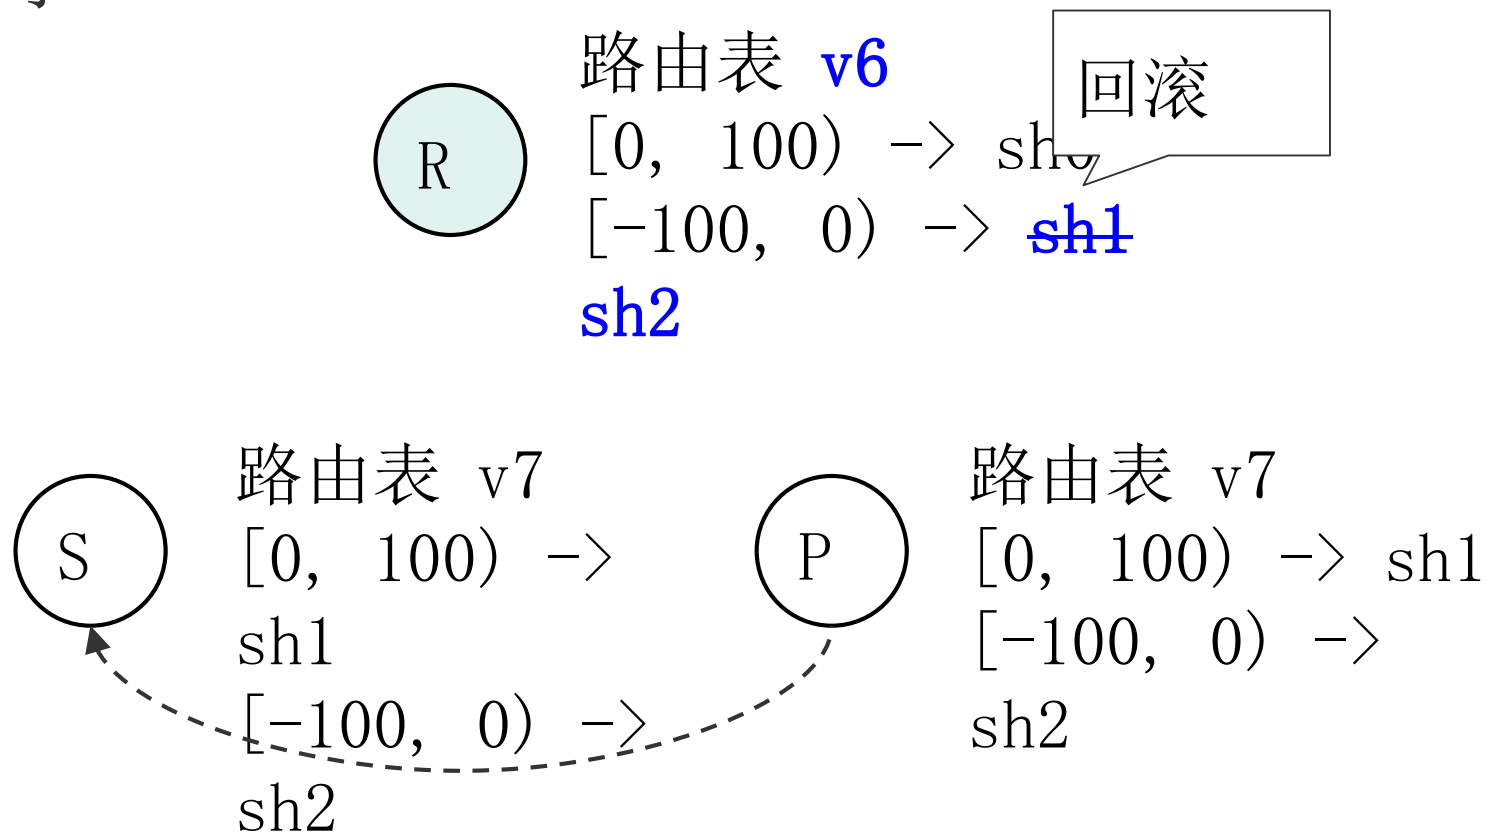 路由表 v6
回滚
[0, 100) -> sh0
R
[-100, 0) -> sh1
sh2
路由表 v7
[0, 100) ->
S
sh1
[-100, 0) ->
sh2
路由表 v7
[0, 100) -> sh1
P
[-100, 0) ->
sh2